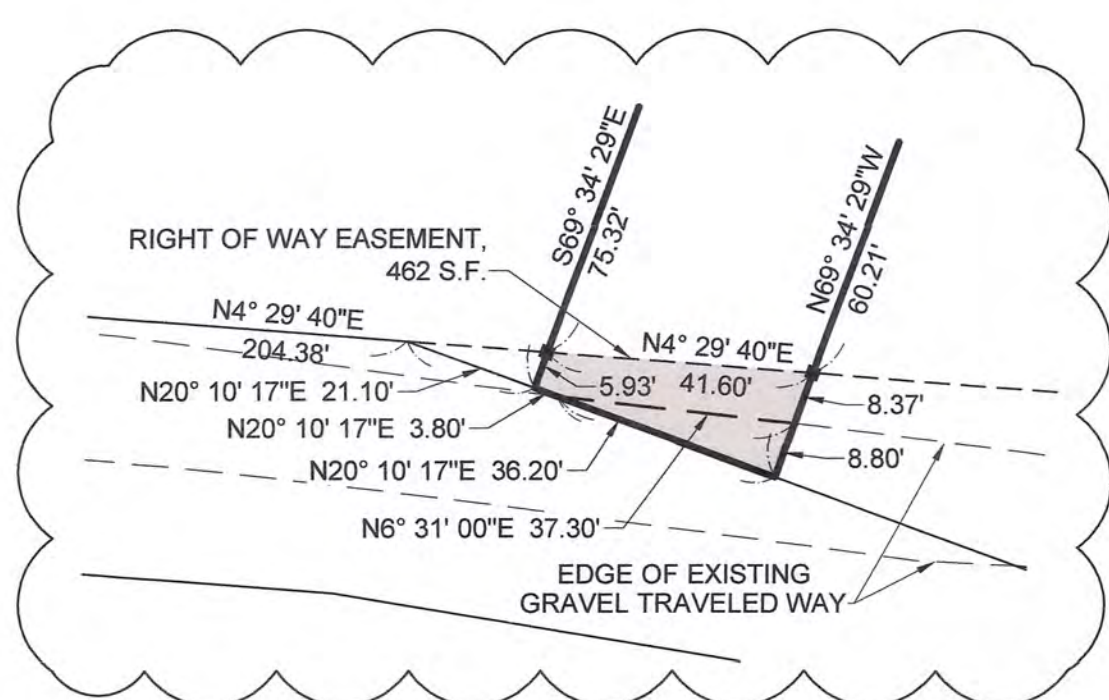 S69° 34' 29"E
75.32'
N69° 34' 29"W
60.21'
RIGHT OF WAY EASEMENT,
462 S.F.
N4° 29' 40"E
204.38'
N4° 29' 40"E
5.93' 41.60'
8.37'
N20° 10' 17"E 21.10'
N20° 10' 17"E 3.80'
8.80'
N20° 10' 17"E 36.20'
N6° 31' 00"E 37.30'
EDGE OF EXISTING
GRAVEL TRAVELED WAY